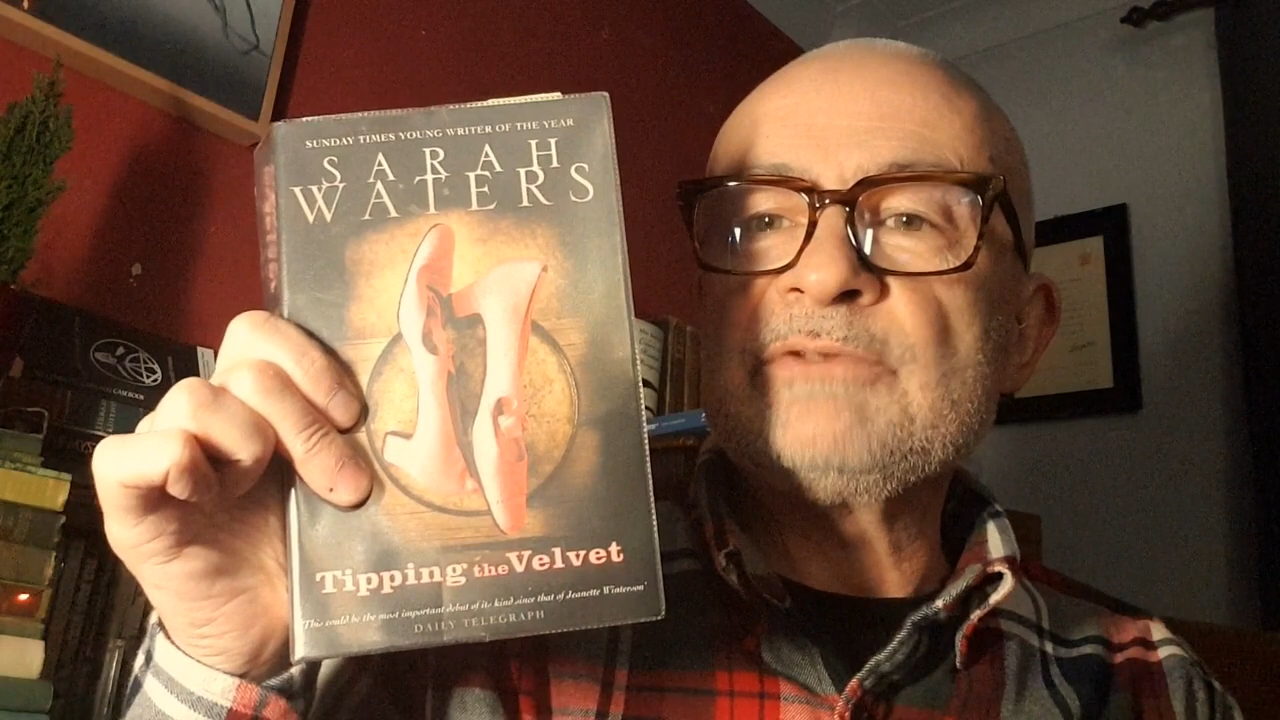 SUNDAY TIMES YOUNG WRITER OF THE YEAR
SARAH
WATERS
Tipping the Velvet
'This could be the most important debut of its kind since that of Jeanette Winterson'
DAILY TELEGRAPH
CASEBOOK